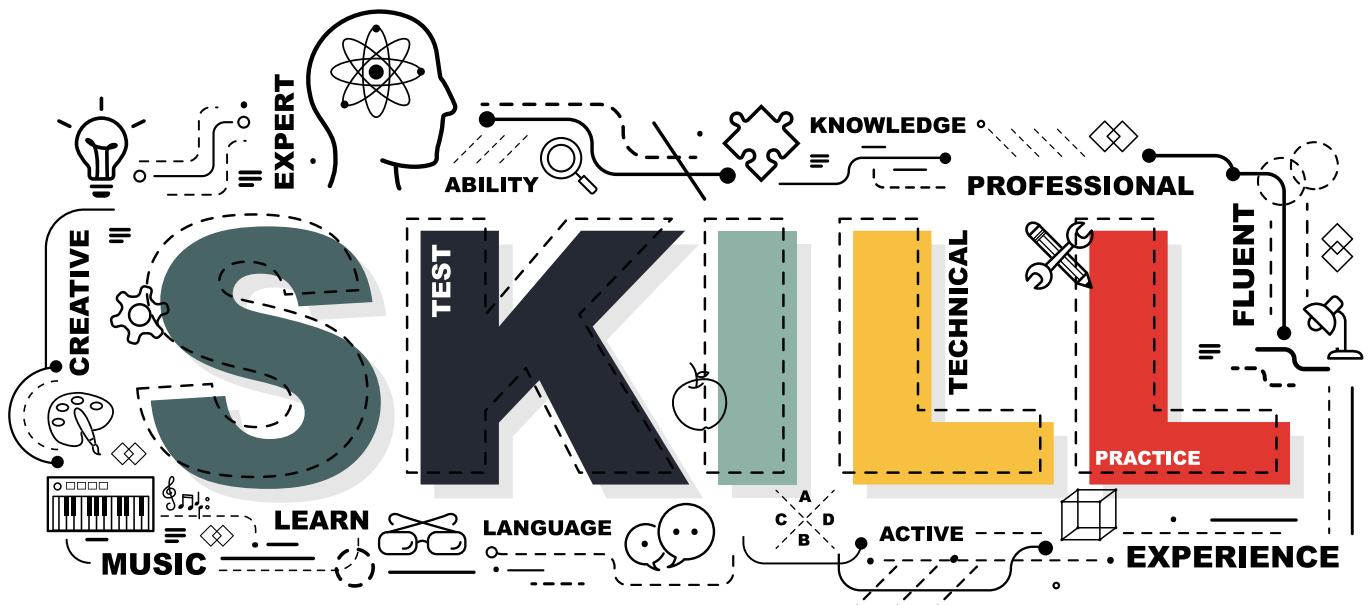 EXPERT
KNOWLEDGE
ABILITY
PROFESSIONAL
CREATIVE
SKILL
TEST
TECHNICAL
FLUENT
PRACTICE
A
C D
B
LEARN
LANGUAGE
ACTIVE
MUSIC
EXPERIENCE